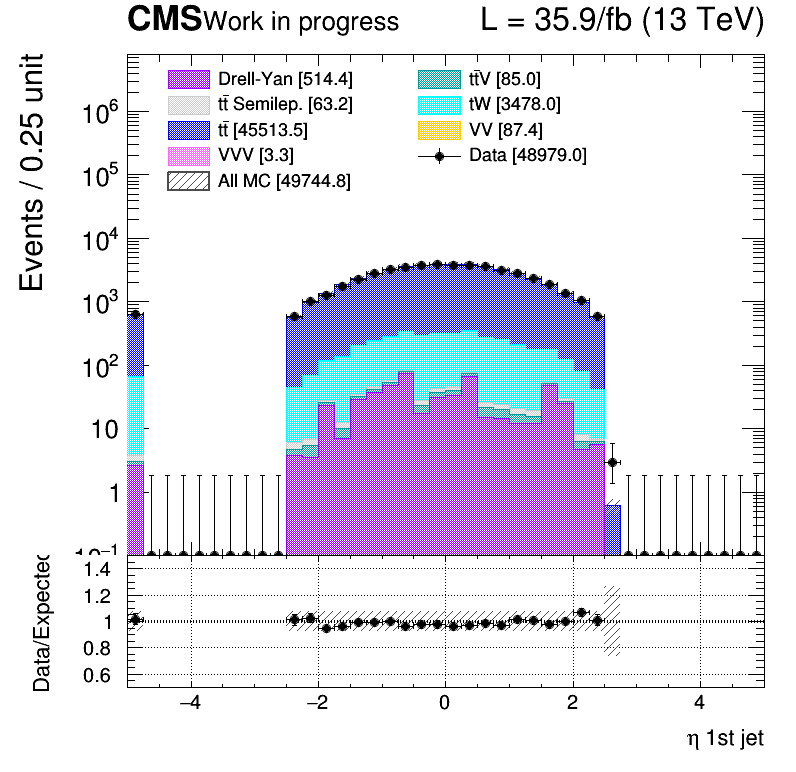 CMS Work in progress L = 35.9/fb (13 TeV)
Events / 0.25 unit
Drell-Yan [514.4] tt̄V [85.0]
tt̄ Semilep. [63.2] tW [3478.0]
tt̄ [45513.5] VV [87.4]
VVV [3.3] Data [48979.0]
All MC [49744.8]
10⁶
10⁵
10⁴
10³
10²
10
1
10⁻¹
Data/Expected
1.4
1.2
1
0.8
0.6
−4 −2 0 2 4
η 1st jet